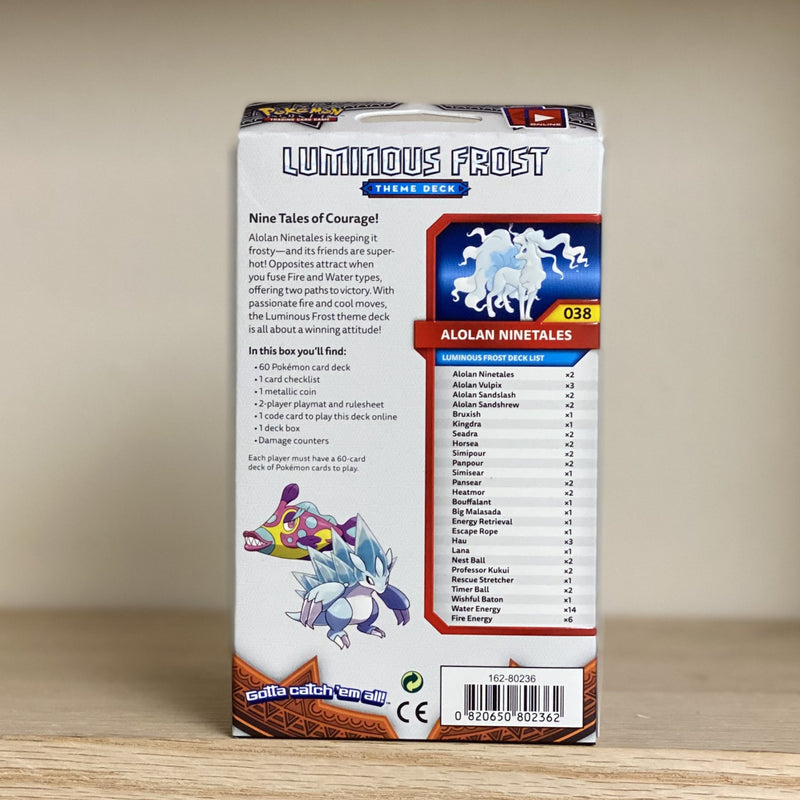 POKéMON
TRADING CARD GAME
ONLINE
LUMINOUS FROST
THEME DECK
Nine Tales of Courage!
Alolan Ninetales is keeping it
frosty—and its friends are super-
hot! Opposites attract when
you fuse Fire and Water types,
offering two paths to victory. With
passionate fire and cool moves,
the Luminous Frost theme deck
is all about a winning attitude!
In this box you'll find:
• 60 Pokémon card deck
• 1 card checklist
• 1 metallic coin
• 2-player playmat and rulesheet
• 1 code card to play this deck online
• 1 deck box
• Damage counters
Each player must have a 60-card
deck of Pokémon cards to play.
038
ALOLAN NINETALES
LUMINOUS FROST DECK LIST
Alolan Ninetales ×2
Alolan Vulpix ×3
Alolan Sandslash ×2
Alolan Sandshrew ×2
Bruxish ×1
Kingdra ×1
Seadra ×2
Horsea ×2
Simipour ×2
Panpour ×2
Simisear ×1
Pansear ×2
Heatmor ×2
Bouffalant ×1
Big Malasada ×1
Energy Retrieval ×1
Escape Rope ×1
Hau ×3
Lana ×1
Nest Ball ×2
Professor Kukui ×2
Rescue Stretcher ×1
Timer Ball ×2
Wishful Baton ×1
Water Energy ×14
Fire Energy ×6
Gotta catch 'em all!™
CE
162-80236
0 820650 802362